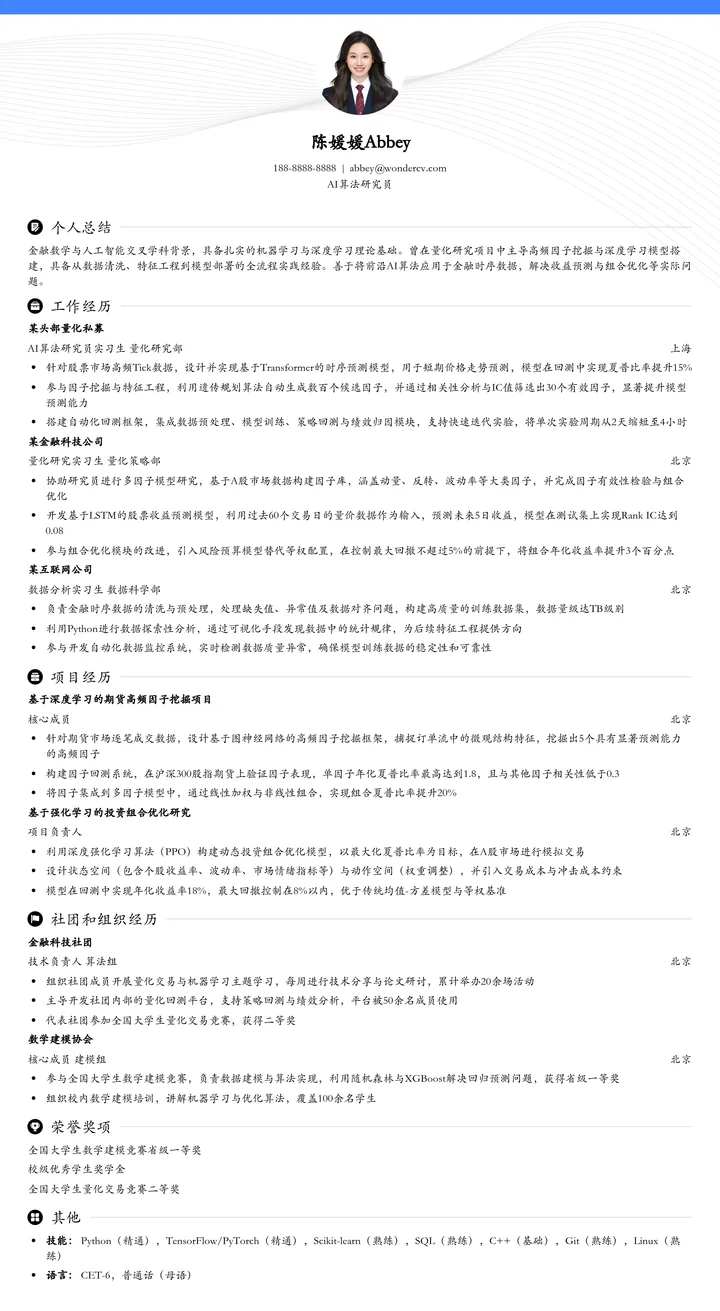 陈媛媛Abbey
188-8888-8888 | abbey@wondercv.com
AI算法研究员
个人总结
金融数学与人工智能交叉学科背景，具备扎实的机器学习与深度学习理论基础。曾在量化研究项目中主导高频因子挖掘与深度学习模型搭
建，具备从数据清洗、特征工程到模型部署的全流程实践经验。善于将前沿AI算法应用于金融时序数据，解决收益预测与组合优化等实际问
题。
工作经历
某头部量化私募
AI算法研究员实习生 量化研究部 上海
• 针对股票市场高频Tick数据，设计并实现基于Transformer的时序预测模型，用于短期价格走势预测，模型在回测中实现夏普比率提升15%
• 参与因子挖掘与特征工程，利用遗传规划算法自动生成数百个候选因子，并通过相关性分析与IC值筛选出30个有效因子，显著提升模型
预测能力
• 搭建自动化回测框架，集成数据预处理、模型训练、策略回测与绩效归因模块，支持快速迭代实验，将单次实验周期从2天缩短至4小时
某金融科技公司
量化研究实习生 量化策略部 北京
• 协助研究员进行多因子模型研究，基于A股市场数据构建因子库，涵盖动量、反转、波动率等大类因子，并完成因子有效性检验与组合
优化
• 开发基于LSTM的股票收益预测模型，利用过去60个交易日的量价数据作为输入，预测未来5日收益，模型在测试集上实现Rank IC达到
0.08
• 参与组合优化模块的改进，引入风险预算模型替代等权配置，在控制最大回撤不超过5%的前提下，将组合年化收益率提升3个百分点
某互联网公司
数据分析实习生 数据科学部 北京
• 负责金融时序数据的清洗与预处理，处理缺失值、异常值及数据对齐问题，构建高质量的训练数据集，数据量级达TB级别
• 利用Python进行数据探索性分析，通过可视化手段发现数据中的统计规律，为后续特征工程提供方向
• 参与开发自动化数据监控系统，实时检测数据质量异常，确保模型训练数据的稳定性和可靠性
项目经历
基于深度学习的期货高频因子挖掘项目
核心成员 北京
• 针对期货市场逐笔成交数据，设计基于图神经网络的高频因子挖掘框架，捕捉订单流中的微观结构特征，挖掘出5个具有显著预测能力
的高频因子
• 构建因子回测系统，在沪深300股指期货上验证因子表现，单因子年化夏普比率最高达到1.8，且与其他因子相关性低于0.3
• 将因子集成到多因子模型中，通过线性加权与非线性组合，实现组合夏普比率提升20%
基于强化学习的投资组合优化研究
项目负责人 北京
• 利用深度强化学习算法（PPO）构建动态投资组合优化模型，以最大化夏普比率为目标，在A股市场进行模拟交易
• 设计状态空间（包含个股收益率、波动率、市场情绪指标等）与动作空间（权重调整），并引入交易成本与冲击成本约束
• 模型在回测中实现年化收益率18%，最大回撤控制在8%以内，优于传统均值-方差模型与等权基准
社团和组织经历
金融科技社团
技术负责人 算法组 北京
• 组织社团成员开展量化交易与机器学习主题学习，每周进行技术分享与论文研讨，累计举办20余场活动
• 主导开发社团内部的量化回测平台，支持策略回测与绩效分析，平台被50余名成员使用
• 代表社团参加全国大学生量化交易竞赛，获得二等奖
数学建模协会
核心成员 建模组 北京
• 参与全国大学生数学建模竞赛，负责数据建模与算法实现，利用随机森林与XGBoost解决回归预测问题，获得省级一等奖
• 组织校内数学建模培训，讲解机器学习与优化算法，覆盖100余名学生
荣誉奖项
全国大学生数学建模竞赛省级一等奖
校级优秀学生奖学金
全国大学生量化交易竞赛二等奖
其他
• 技能： Python（精通），TensorFlow/PyTorch（精通），Scikit-learn（熟练），SQL（熟练），C++（基础），Git（熟练），Linux（熟
练）
• 语言： CET-6，普通话（母语）